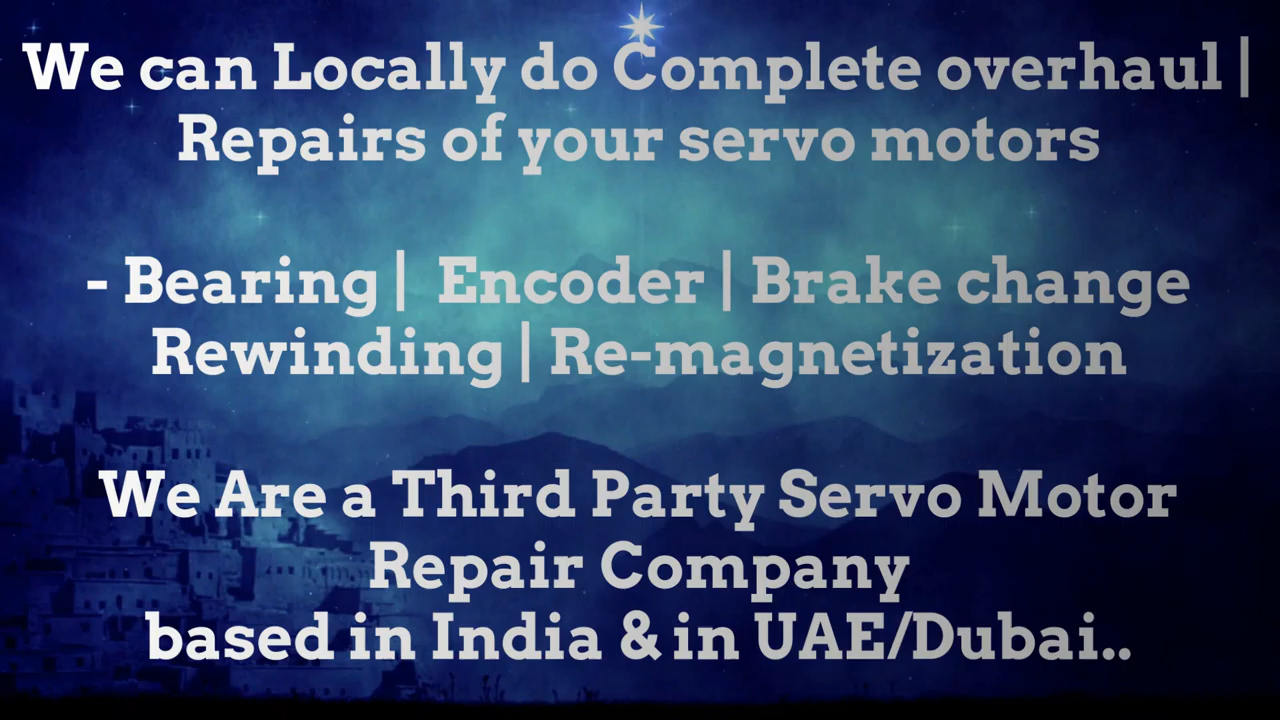 We can Locally do Complete overhaul |
Repairs of your servo motors
- Bearing | Encoder | Brake change
Rewinding | Re-magnetization
We Are a Third Party Servo Motor
Repair Company
based in India & in UAE/Dubai..